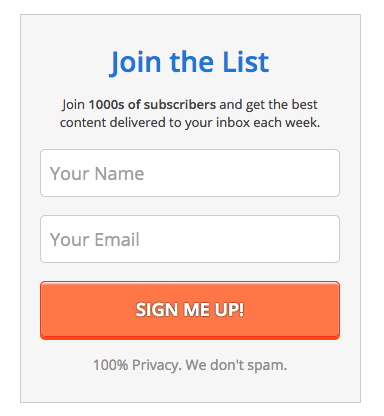 Join the List
Join 1000s of subscribers and get the best
content delivered to your inbox each week.
Your Name
Your Email
SIGN ME UP!
100% Privacy. We don't spam.